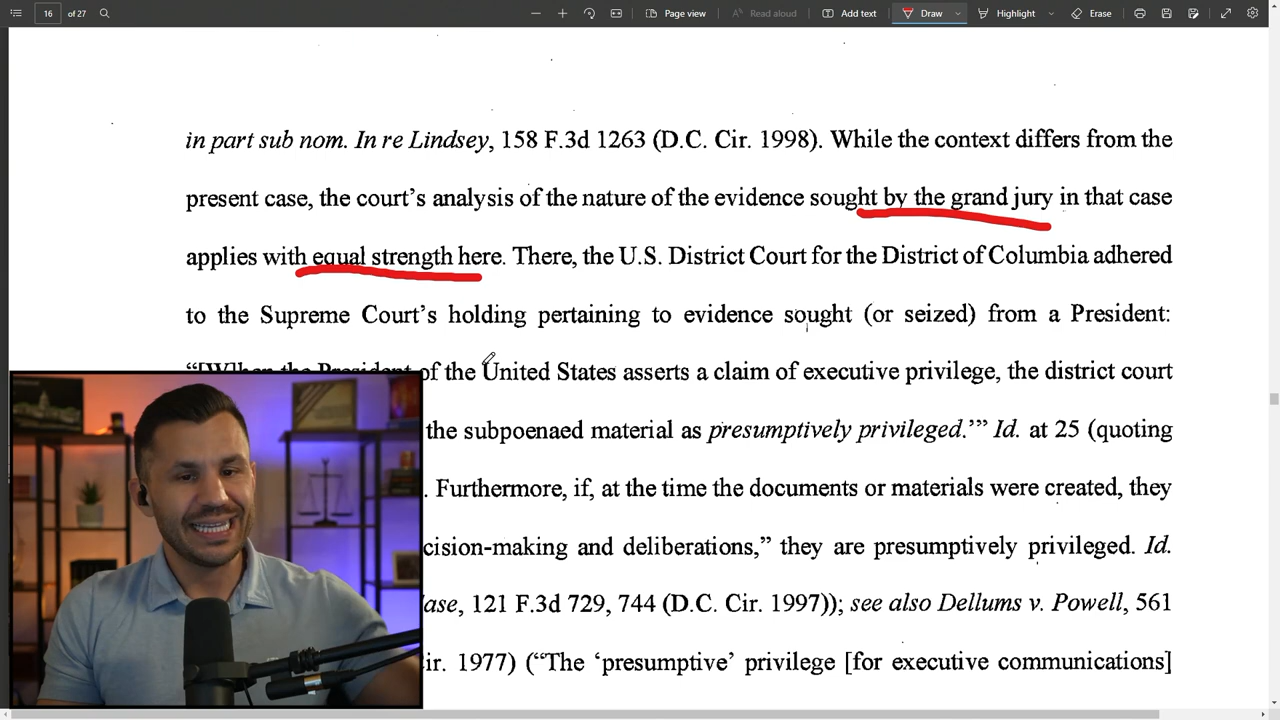 16 of 27 Page view Read aloud Add text Draw Highlight Erase
in part sub nom. In re Lindsey, 158 F.3d 1263 (D.C. Cir. 1998). While the context differs from the
present case, the court's analysis of the nature of the evidence sought by the grand jury in that case
applies with equal strength here. There, the U.S. District Court for the District of Columbia adhered
to the Supreme Court's holding pertaining to evidence sought (or seized) from a President:
“[W]hen the President of the United States asserts a claim of executive privilege, the district court
the subpoenaed material as presumptively privileged.’” Id. at 25 (quoting
. Furthermore, if, at the time the documents or materials were created, they
cision-making and deliberations,” they are presumptively privileged. Id.
ase, 121 F.3d 729, 744 (D.C. Cir. 1997)); see also Dellums v. Powell, 561
ir. 1977) (“The ‘presumptive’ privilege [for executive communications]